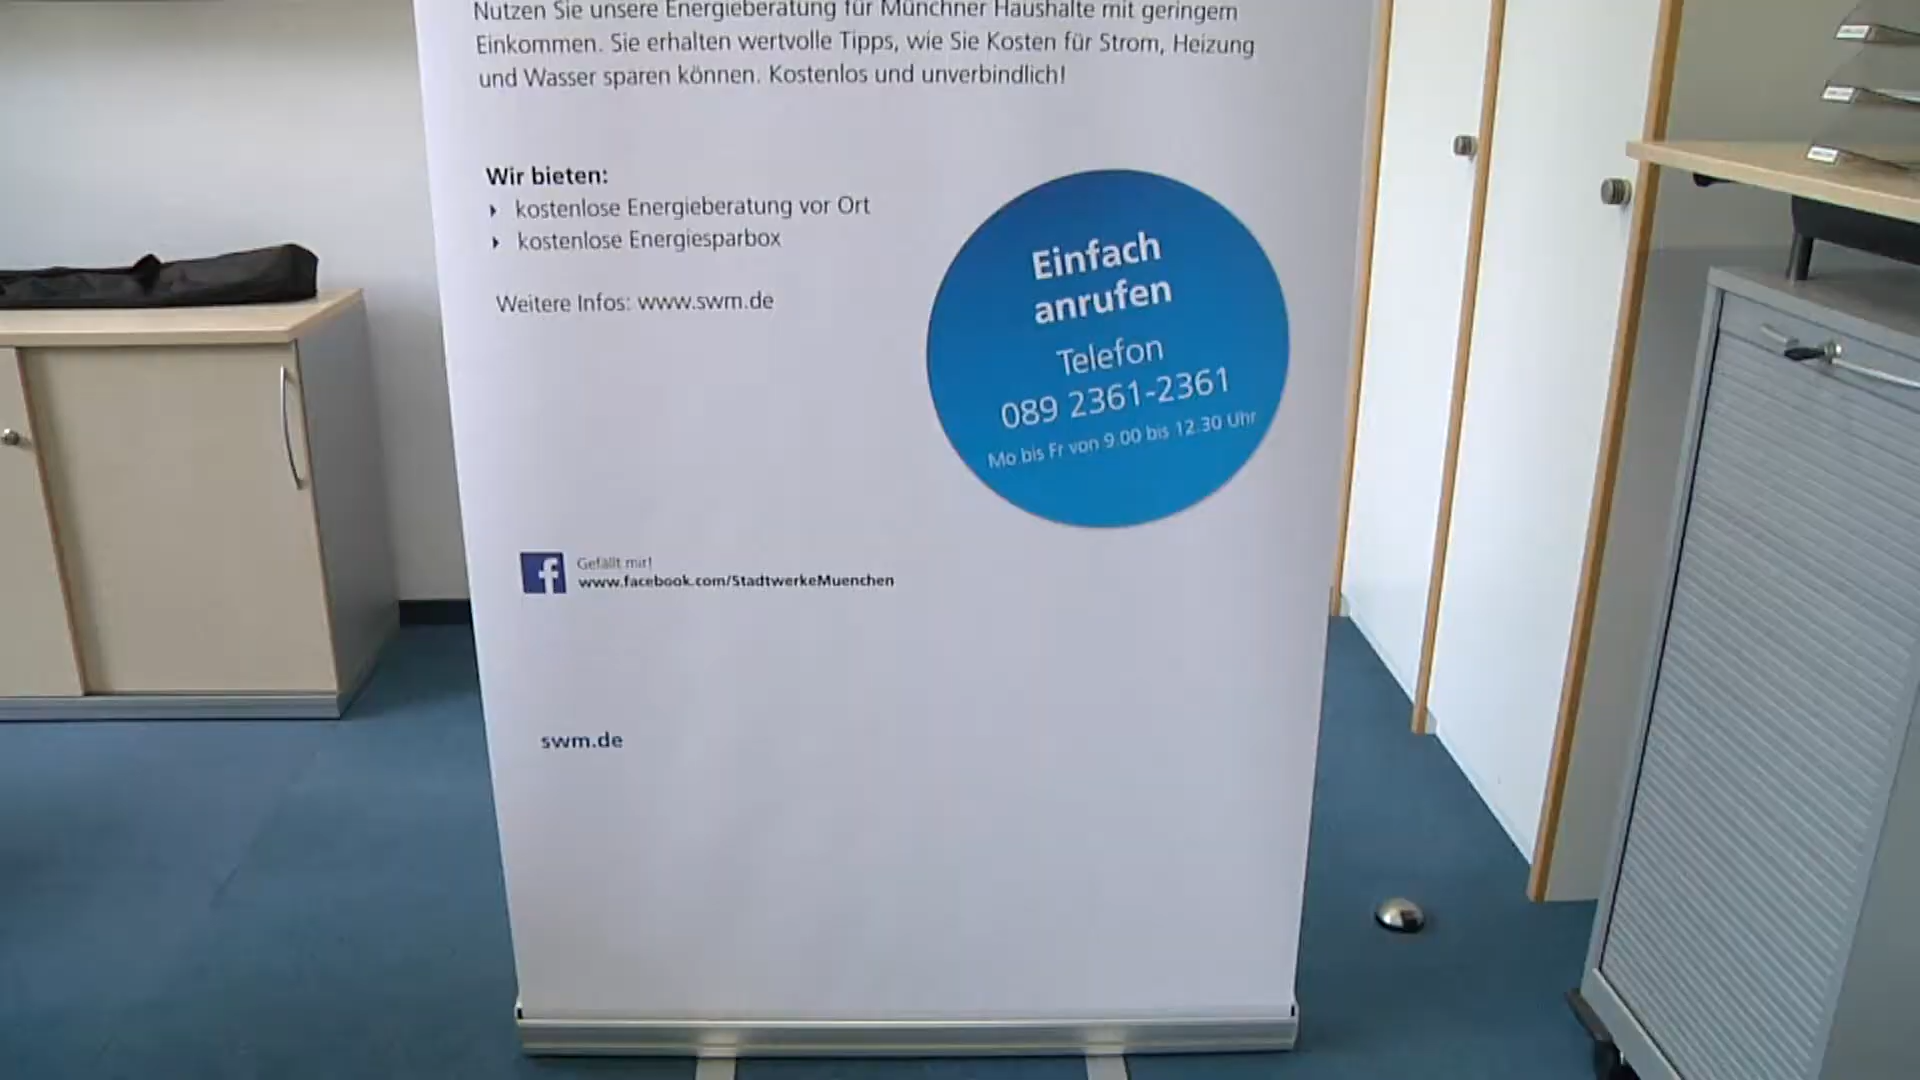 Nutzen Sie unsere Energieberatung für Münchner Haushalte mit geringem
Einkommen. Sie erhalten wertvolle Tipps, wie Sie Kosten für Strom, Heizung
und Wasser sparen können. Kostenlos und unverbindlich!
Wir bieten:
kostenlose Energieberatung vor Ort
kostenlose Energiesparbox
Weitere Infos: www.swm.de
Einfach
anrufen
Telefon
089 2361-2361
Mo bis Fr von 9.00 bis 12.30 Uhr
f Gefällt mir!
www.facebook.com/StadtwerkeMuenchen
swm.de